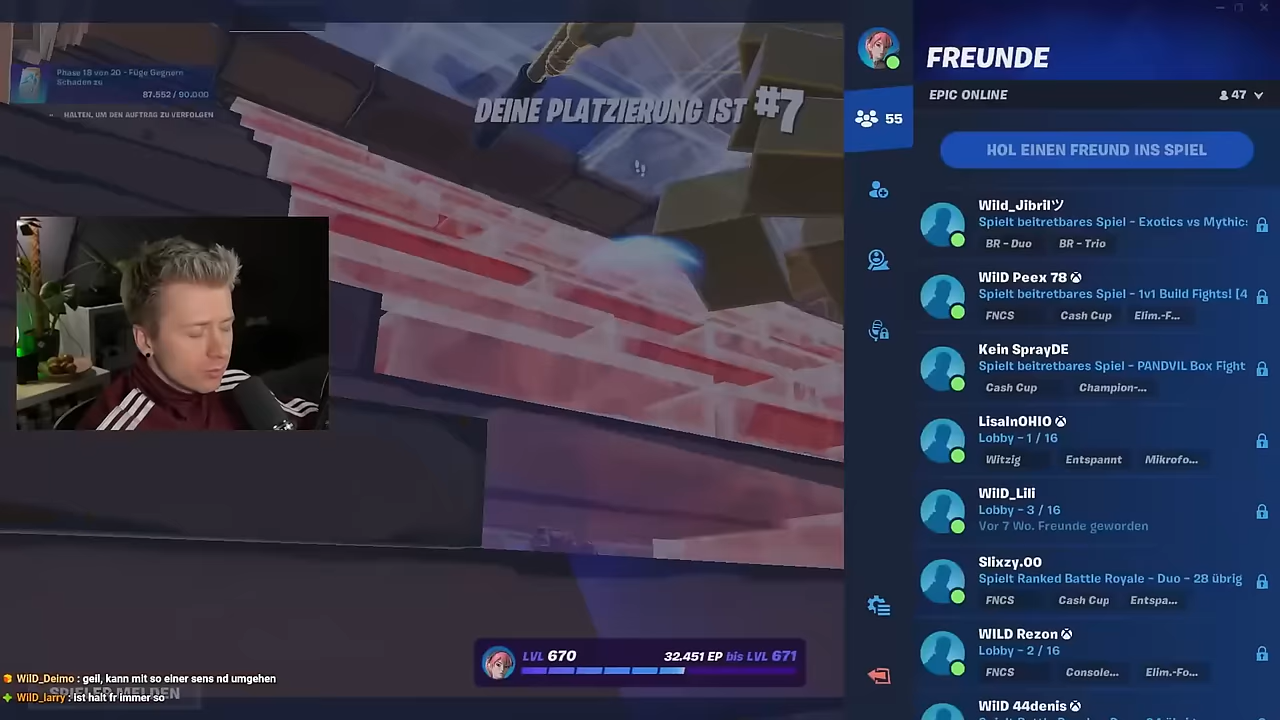 Phase 18 von 20 - Füge Gegnern
Schaden zu
87.552 / 90.000
HALTEN, UM DEN AUFTRAG ZU VERFOLGEN
DEINE PLATZIERUNG IST #7
LVL 670
32.451 EP bis LVL 671
WilD_Deimo : geil, kann mit so einer sens nd umgehen
WilD_larry : ist halt fr immer so
SPIELER MELDEN
55
FREUNDE
EPIC ONLINE
47
HOL EINEN FREUND INS SPIEL
Wild_Jibrilツ
Spielt beitretbares Spiel - Exotics vs Mythic:
BR - Duo BR - Trio
WilD Peex 78
Spielt beitretbares Spiel - 1v1 Build Fights! [4
FNCS Cash Cup Elim.-F...
Kein SprayDE
Spielt beitretbares Spiel - PANDVIL Box Fight
Cash Cup Champion-...
LisaInOHIO
Lobby - 1 / 16
Witzig Entspannt Mikrofo...
WilD_Lili
Lobby - 3 / 16
Vor 7 Wo. Freunde geworden
Slixzy.00
Spielt Ranked Battle Royale - Duo - 28 übrig
FNCS Cash Cup Entspa...
WILD Rezon
Lobby - 2 / 16
FNCS Console... Elim.-Fo...
WilD 44denis